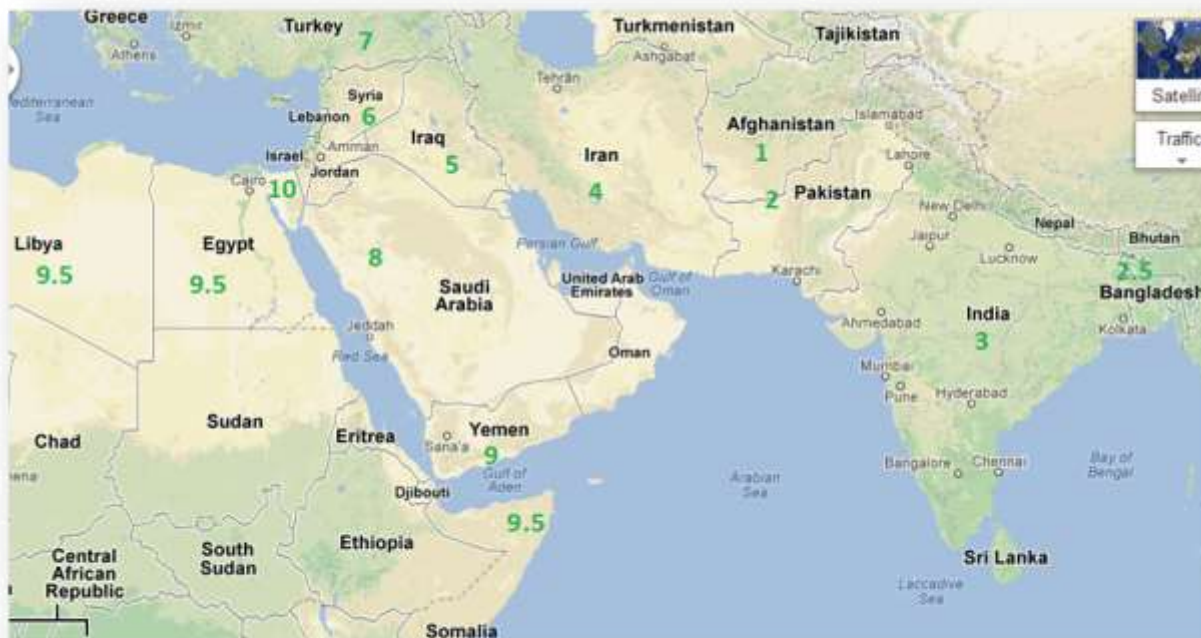 Greece
Izmir
Turkey
7
Turkmenistan
Tajikistan
Athens
Ashgabat
Tehran
Mediterranean
Sea
Syria
Lebanon
6
Iraq
Islamabad
Satelli
Afghanistan
Traffic
Amman
Israel
Jordan
5
Iran
1
Lahore
Cairo
10
4
2
Pakistan
New Delhi
Nepal
Jaipur
Bhutan
Libya
9.5
Egypt
9.5
8
Persian Gulf
Lucknow
Saudi
Arabia
United Arab
Emirates
Gulf of
Oman
Karachi
2.5
Bangladesh
India
3
Ahmedabad
Kolkata
Jeddah
Red Sea
Oman
Mumbai
Pune
Hyderabad
Sudan
Chad
Eritrea
Sana'a
Yemen
9
Gulf of
Aden
Djibouti
Arabian
Sea
Bangalore
Chennai
Bay of
Bengal
9.5
Ethiopia
South
Sudan
Central
African
Republic
Sri Lanka
Laccadive
Sea
Somalia